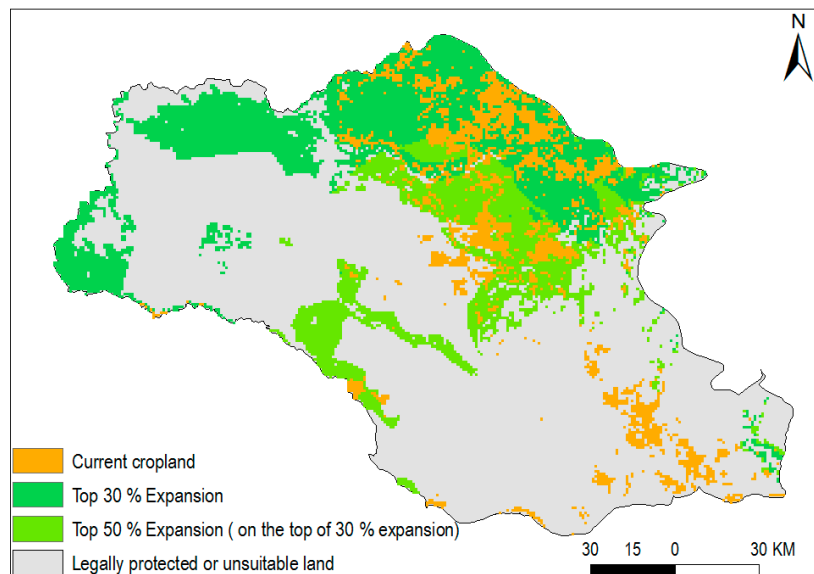 N
Current cropland
Top 30 % Expansion
Top 50 % Expansion ( on the top of 30 % expansion)
Legally protected or unsuitable land
30 15 0 30 KM